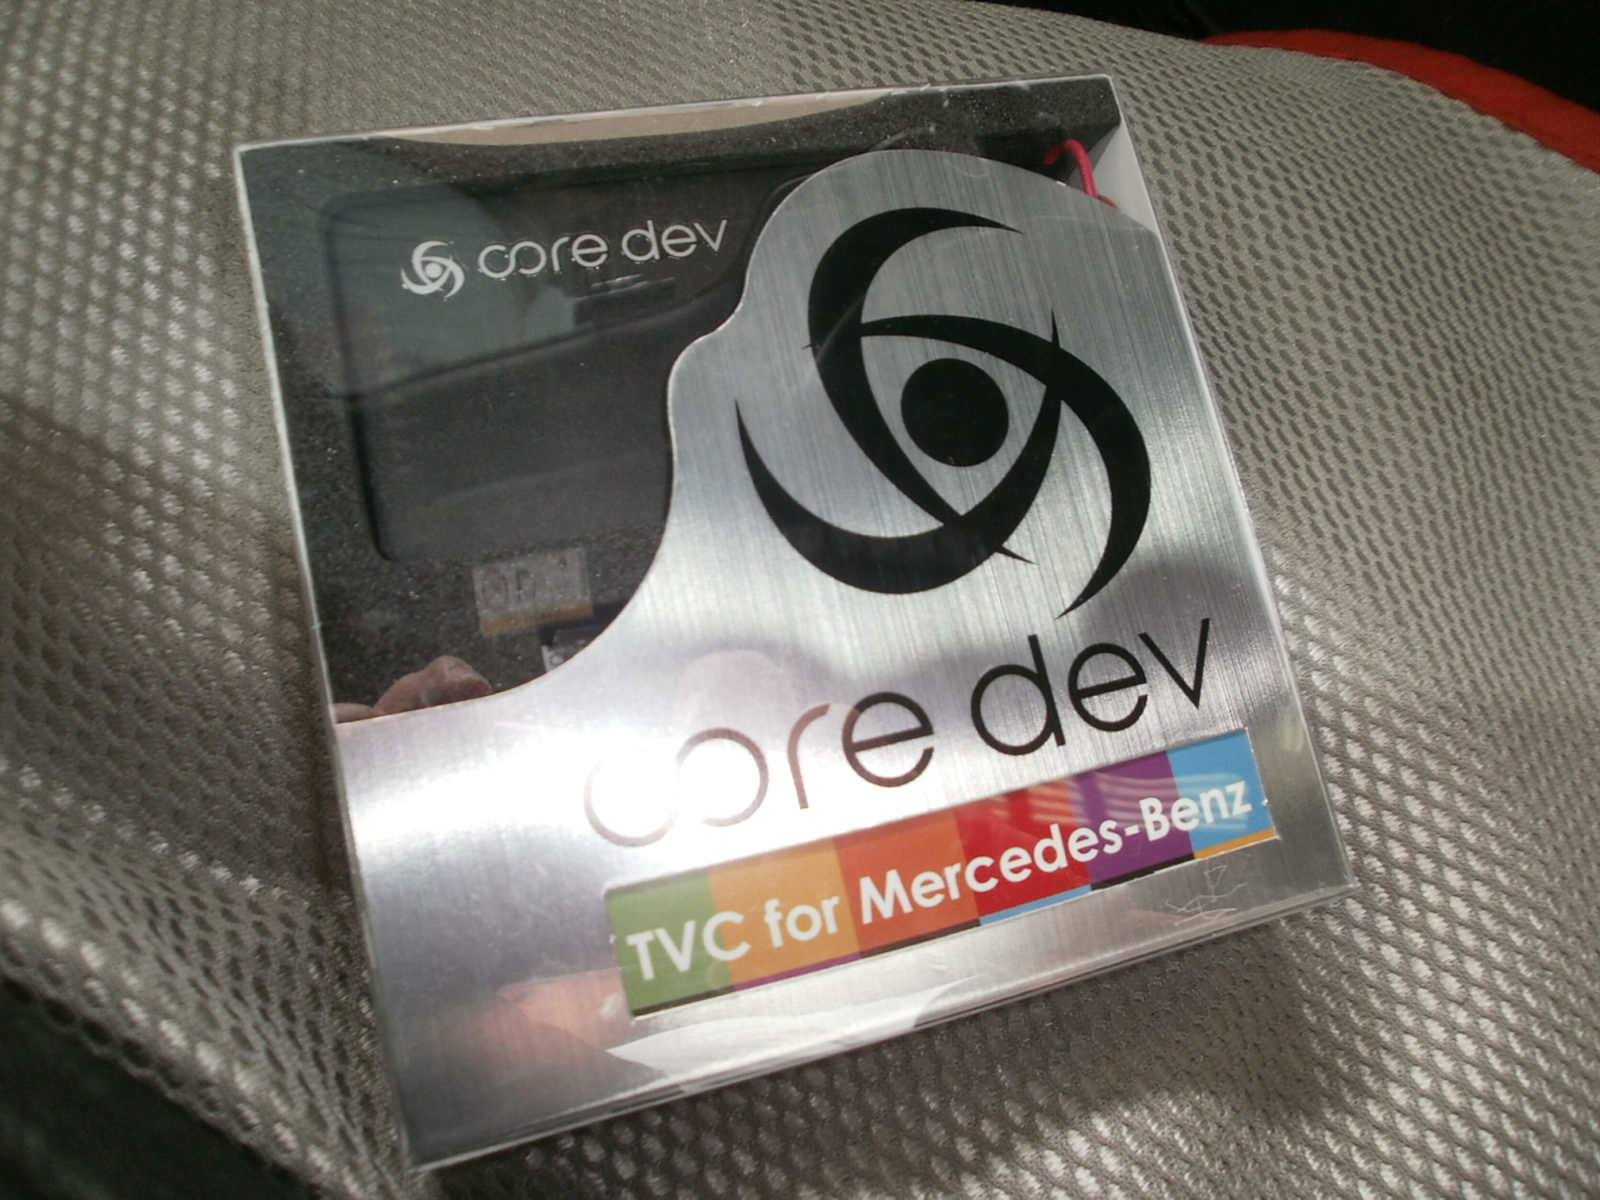 core dev
core dev
TVC for Mercedes-Benz